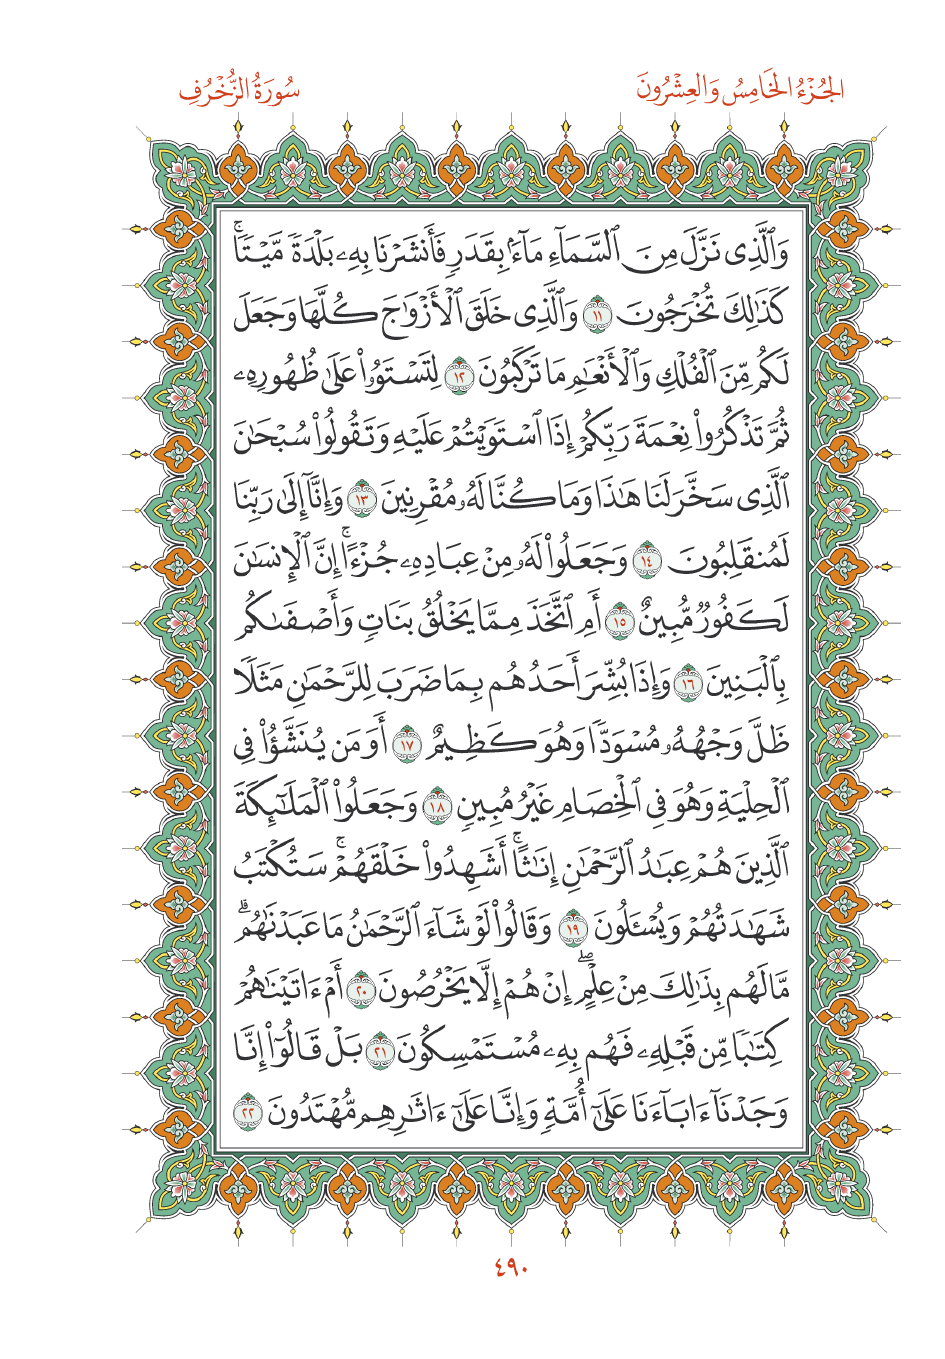 الجُزْءُ الخَامِسُ وَالعِشْرُونَ
سُورَةُ الزُّخْرُفِ
وَٱلَّذِى نَزَّلَ مِنَ ٱلسَّمَآءِ مَآءًۢ بِقَدَرٍ فَأَنشَرْنَا بِهِۦ بَلْدَةً مَّيْتًاۚ
كَذَٰلِكَ تُخْرَجُونَ ١١ وَٱلَّذِى خَلَقَ ٱلْأَزْوَٰجَ كُلَّهَا وَجَعَلَ
لَكُم مِّنَ ٱلْفُلْكِ وَٱلْأَنْعَٰمِ مَا تَرْكَبُونَ ١٢ لِتَسْتَوُۥا۟ عَلَىٰ ظُهُورِهِۦ
ثُمَّ تَذْكُرُوا۟ نِعْمَةَ رَبِّكُمْ إِذَا ٱسْتَوَيْتُمْ عَلَيْهِ وَتَقُولُوا۟ سُبْحَٰنَ
ٱلَّذِى سَخَّرَ لَنَا هَٰذَا وَمَا كُنَّا لَهُۥ مُقْرِنِينَ ١٣ وَإِنَّآ إِلَىٰ رَبِّنَا
لَمُنقَلِبُونَ ١٤ وَجَعَلُوا۟ لَهُۥ مِنْ عِبَادِهِۦ جُزْءًاۚ إِنَّ ٱلْإِنسَٰنَ
لَكَفُورٌ مُّبِينٌ ١٥ أَمِ ٱتَّخَذَ مِمَّا يَخْلُقُ بَنَاتٍ وَأَصْفَىٰكُم
بِٱلْبَنِينَ ١٦ وَإِذَا بُشِّرَ أَحَدُهُم بِمَا ضَرَبَ لِلرَّحْمَٰنِ مَثَلًا
ظَلَّ وَجْهُهُۥ مُسْوَدًّا وَهُوَ كَظِيمٌ ١٧ أَوَمَن يُنَشَّؤُا۟ فِى
ٱلْحِلْيَةِ وَهُوَ فِى ٱلْخِصَامِ غَيْرُ مُبِينٍ ١٨ وَجَعَلُوا۟ ٱلْمَلَٰٓئِكَةَ
ٱلَّذِينَ هُمْ عِبَٰدُ ٱلرَّحْمَٰنِ إِنَٰثًاۚ أَشَهِدُوا۟ خَلْقَهُمْۚ سَتُكْتَبُ
شَهَٰدَتُهُمْ وَيُسْـَٔلُونَ ١٩ وَقَالُوا۟ لَوْ شَآءَ ٱلرَّحْمَٰنُ مَا عَبَدْنَٰهُمۗ
مَّا لَهُم بِذَٰلِكَ مِنْ عِلْمٍۖ إِنْ هُمْ إِلَّا يَخْرُصُونَ ٢٠ أَمْ ءَاتَيْنَٰهُمْ
كِتَٰبًا مِّن قَبْلِهِۦ فَهُم بِهِۦ مُسْتَمْسِكُونَ ٢١ بَلْ قَالُوٓا۟ إِنَّا
وَجَدْنَآ ءَابَآءَنَا عَلَىٰٓ أُمَّةٍ وَإِنَّا عَلَىٰٓ ءَاثَٰرِهِم مُّهْتَدُونَ ٢٢
٤٩٠